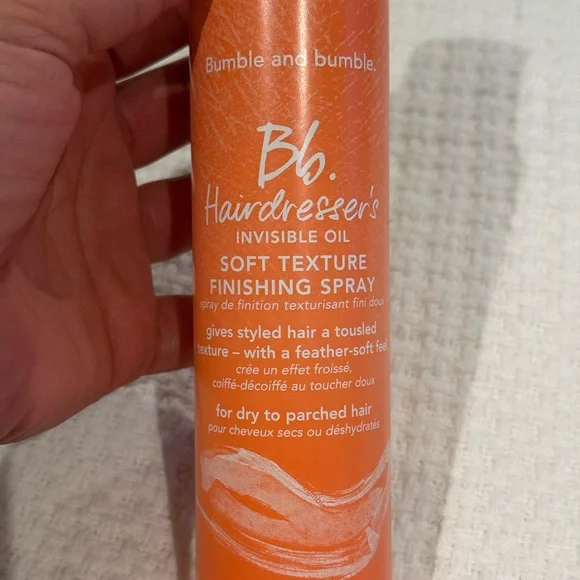 Bumble and bumble.
Bb.
Hairdresser's
INVISIBLE OIL
SOFT TEXTURE
FINISHING SPRAY
spray de finition texturisant fini doux
gives styled hair a tousled
texture – with a feather-soft feel
crée un effet froissé,
coiffé-décoiffé au toucher doux
for dry to parched hair
pour cheveux secs ou déshydratés